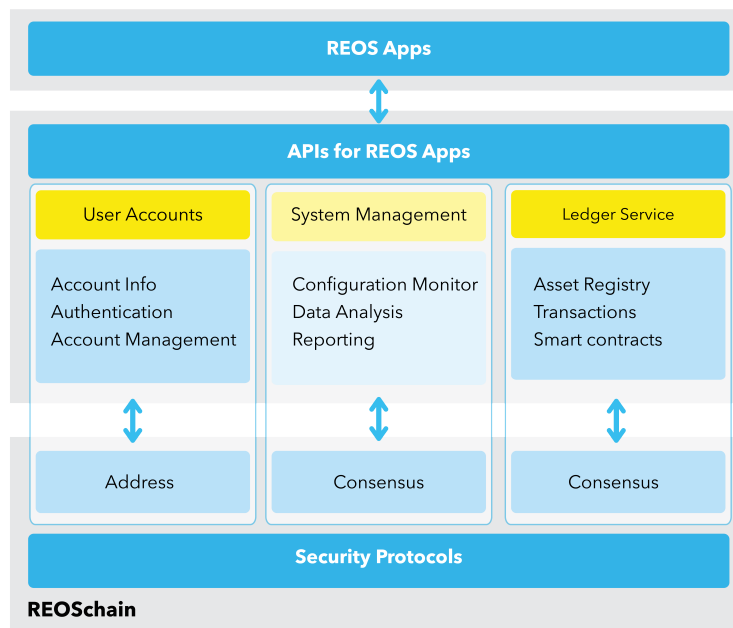 REOS Apps
APIs for REOS Apps
User Accounts
Account Info
Authentication
Account Management
Address
System Management
Configuration Monitor
Data Analysis
Reporting
Consensus
Ledger Service
Asset Registry
Transactions
Smart contracts
Consensus
Security Protocols
REOSchain